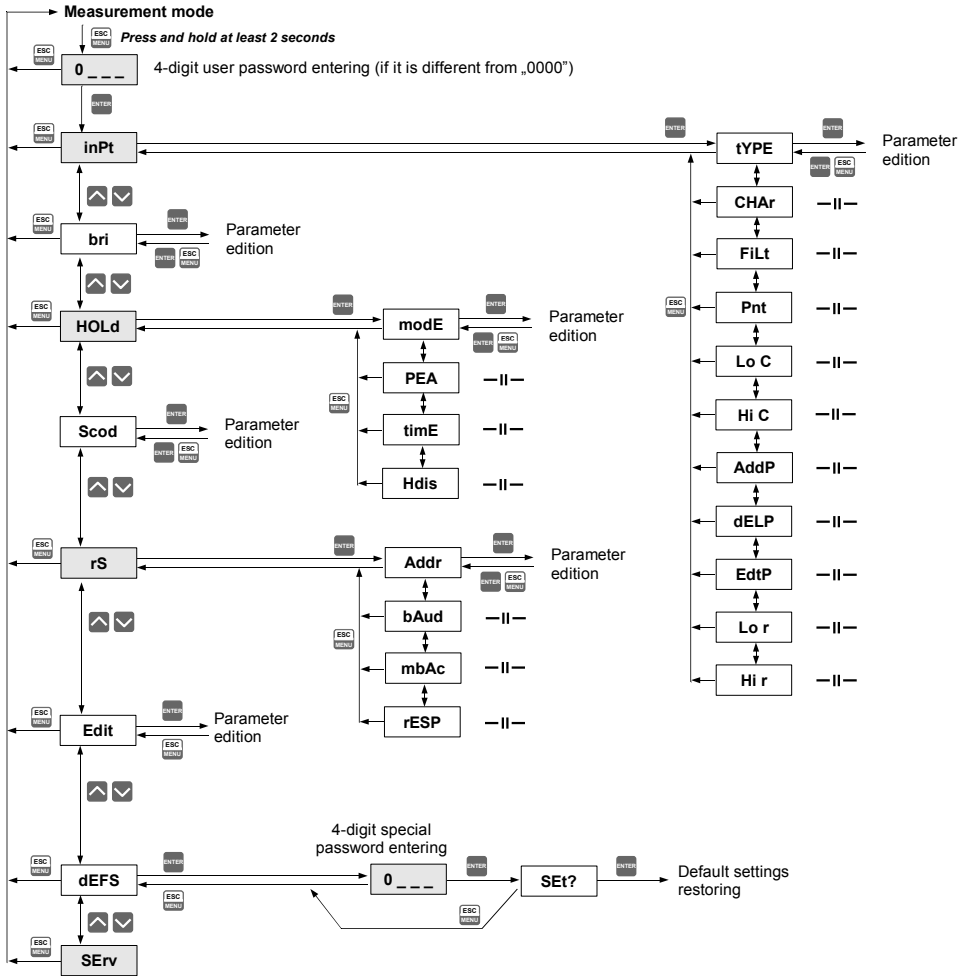 Measurement mode
ESC
MENU
Press and hold at least 2 seconds
ESC
MENU
0 _ _ _
4-digit user password entering (if it is different from „0000”)
ENTER
ESC
MENU
inPt
ENTER
tYPE
ENTER
ENTER
ESC
MENU
Parameter
edition
CHAr
–II–
FiLt
–II–
ESC
MENU
Pnt
–II–
Lo C
–II–
Hi C
–II–
AddP
–II–
dELP
–II–
EdtP
–II–
Lo r
–II–
Hi r
–II–
ESC
MENU
bri
ENTER
ENTER
ESC
MENU
Parameter
edition
ESC
MENU
HOLd
ENTER
modE
ENTER
ENTER
ESC
MENU
Parameter
edition
PEA
–II–
ESC
MENU
timE
–II–
Hdis
–II–
ESC
MENU
Scod
ENTER
ENTER
ESC
MENU
Parameter
edition
ESC
MENU
rS
ENTER
Addr
ENTER
ENTER
ESC
MENU
Parameter
edition
bAud
–II–
ESC
MENU
mbAc
–II–
rESP
–II–
ESC
MENU
Edit
ENTER
ESC
MENU
Parameter
edition
ESC
MENU
dEFS
ENTER
ESC
MENU
4-digit special
password entering
0 _ _ _
ENTER
ESC
MENU
SEt?
ENTER
Default settings
restoring
ESC
MENU
SErv